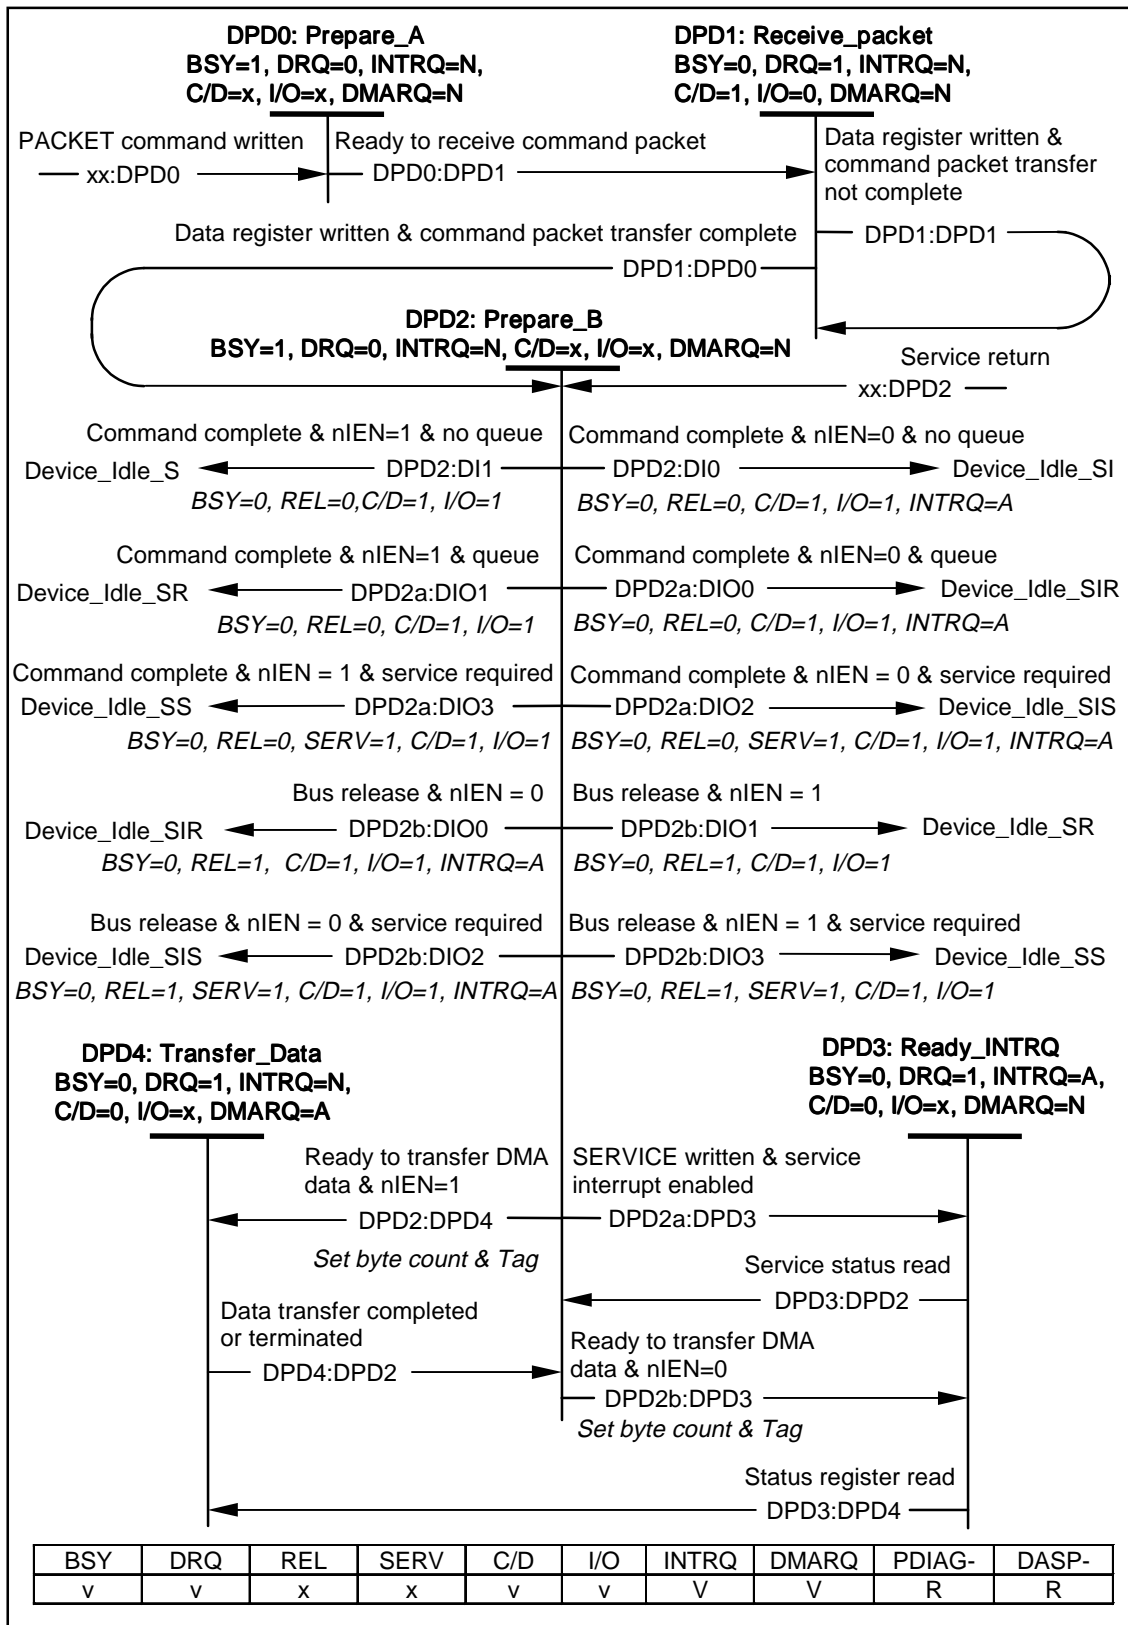 DPD0: Prepare_A
BSY=1, DRQ=0, INTRQ=N,
C/D=x, I/O=x, DMARQ=N
DPD1: Receive_packet
BSY=0, DRQ=1, INTRQ=N,
C/D=1, I/O=0, DMARQ=N
PACKET command written
xx:DPD0
Ready to receive command packet
DPD0:DPD1
Data register written &
command packet transfer
not complete
DPD1:DPD1
Data register written & command packet transfer complete
DPD1:DPD0
DPD2: Prepare_B
BSY=1, DRQ=0, INTRQ=N, C/D=x, I/O=x, DMARQ=N
Service return
xx:DPD2
Command complete & nIEN=1 & no queue
Device_Idle_S
DPD2:DI1
BSY=0, REL=0,C/D=1, I/O=1
Command complete & nIEN=0 & no queue
DPD2:DI0
Device_Idle_SI
BSY=0, REL=0, C/D=1, I/O=1, INTRQ=A
Command complete & nIEN=1 & queue
Device_Idle_SR
DPD2a:DIO1
BSY=0, REL=0, C/D=1, I/O=1
Command complete & nIEN=0 & queue
DPD2a:DIO0
Device_Idle_SIR
BSY=0, REL=0, C/D=1, I/O=1, INTRQ=A
Command complete & nIEN = 1 & service required
Device_Idle_SS
DPD2a:DIO3
BSY=0, REL=0, SERV=1, C/D=1, I/O=1
Command complete & nIEN = 0 & service required
DPD2a:DIO2
Device_Idle_SIS
BSY=0, REL=0, SERV=1, C/D=1, I/O=1, INTRQ=A
Bus release & nIEN = 0
Device_Idle_SIR
DPD2b:DIO0
BSY=0, REL=1, C/D=1, I/O=1, INTRQ=A
Bus release & nIEN = 1
DPD2b:DIO1
Device_Idle_SR
BSY=0, REL=1, C/D=1, I/O=1
Bus release & nIEN = 0 & service required
Device_Idle_SIS
DPD2b:DIO2
BSY=0, REL=1, SERV=1, C/D=1, I/O=1, INTRQ=A
Bus release & nIEN = 1 & service required
DPD2b:DIO3
Device_Idle_SS
BSY=0, REL=1, SERV=1, C/D=1, I/O=1
DPD4: Transfer_Data
BSY=0, DRQ=1, INTRQ=N,
C/D=0, I/O=x, DMARQ=A
DPD3: Ready_INTRQ
BSY=0, DRQ=1, INTRQ=A,
C/D=0, I/O=x, DMARQ=N
Ready to transfer DMA
data & nIEN=1
DPD2:DPD4
Set byte count & Tag
SERVICE written & service
interrupt enabled
DPD2a:DPD3
Service status read
DPD3:DPD2
Data transfer completed
or terminated
DPD4:DPD2
Ready to transfer DMA
data & nIEN=0
DPD2b:DPD3
Set byte count & Tag
Status register read
DPD3:DPD4
BSY DRQ REL SERV C/D I/O INTRQ DMARQ PDIAG- DASP-
v v x x v v V V R R